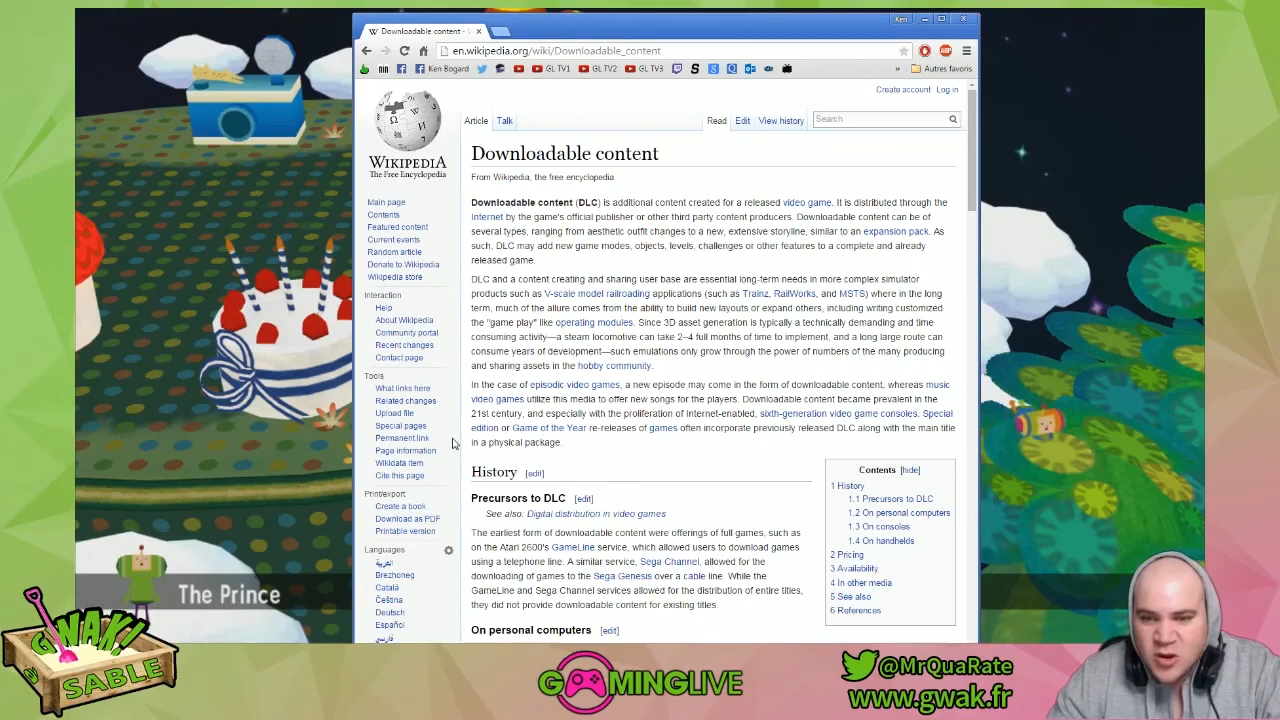 Ken
Downloadable content -
en.wikipedia.org/wiki/Downloadable_content
Ken Bogard
GL TV1
GL TV2
GL TV3
» Autres favoris
Create account Log in
WIKIPEDIA
The Free Encyclopedia
Article Talk Read Edit View history Search
Downloadable content
From Wikipedia, the free encyclopedia
Downloadable content (DLC) is additional content created for a released video game. It is distributed through the
Internet by the game's official publisher or other third party content producers. Downloadable content can be of
several types, ranging from aesthetic outfit changes to a new, extensive storyline, similar to an expansion pack. As
such, DLC may add new game modes, objects, levels, challenges or other features to a complete and already
released game.
DLC and a content creating and sharing user base are essential long-term needs in more complex simulator
products such as V-scale model railroading applications (such as Trainz, RailWorks, and MSTS) where in the long
term, much of the allure comes from the ability to build new layouts or expand others, including writing customized
the "game play" like operating modules. Since 3D asset generation is typically a technically demanding and time
consuming activity—a steam locomotive can take 2–4 full months of time to implement, and a long large route can
consume years of development—such emulations only grow through the power of numbers of the many producing
and sharing assets in the hobby community.
In the case of episodic video games, a new episode may come in the form of downloadable content, whereas music
video games utilize this media to offer new songs for the players. Downloadable content became prevalent in the
21st century, and especially with the proliferation of Internet-enabled, sixth-generation video game consoles. Special
edition or Game of the Year re-releases of games often incorporate previously released DLC along with the main title
in a physical package.
History [edit]
Precursors to DLC [edit]
See also: Digital distribution in video games
The earliest form of downloadable content were offerings of full games, such as
on the Atari 2600's GameLine service, which allowed users to download games
using a telephone line. A similar service, Sega Channel, allowed for the
downloading of games to the Sega Genesis over a cable line. While the
GameLine and Sega Channel services allowed for the distribution of entire titles,
they did not provide downloadable content for existing titles.
On personal computers [edit]
Contents [hide]
1 History
1.1 Precursors to DLC
1.2 On personal computers
1.3 On consoles
1.4 On handhelds
2 Pricing
3 Availability
4 In other media
5 See also
6 References
Main page
Contents
Featured content
Current events
Random article
Donate to Wikipedia
Wikipedia store
Interaction
Help
About Wikipedia
Community portal
Recent changes
Contact page
Tools
What links here
Related changes
Upload file
Special pages
Permanent link
Page information
Wikidata item
Cite this page
Print/export
Create a book
Download as PDF
Printable version
Languages
العربية
Brezhoneg
Català
Čeština
Deutsch
Español
فارسی
The Prince
GWAK!
@ SABLE
GAMINGLIVE
@MrQuaRate
www.gwak.fr